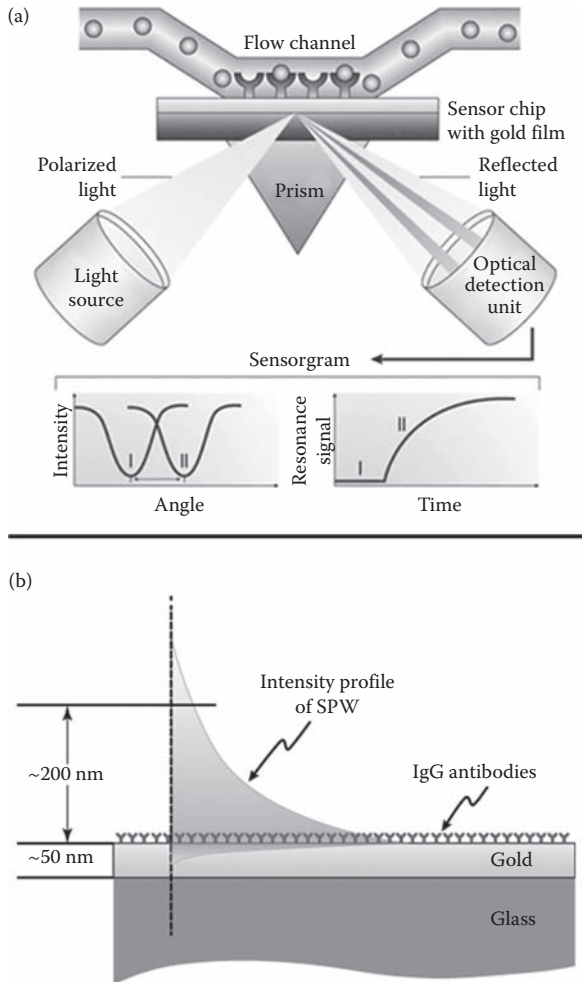 (a)
Flow channel
Sensor chip
with gold film
Polarized
light
Reflected
light
Prism
Light
source
Optical
detection
unit
Sensorgram
Intensity
I
II
Angle
Resonance
signal
I
II
Time
(b)
Intensity profile
of SPW
~200 nm
IgG antibodies
~50 nm
Gold
Glass